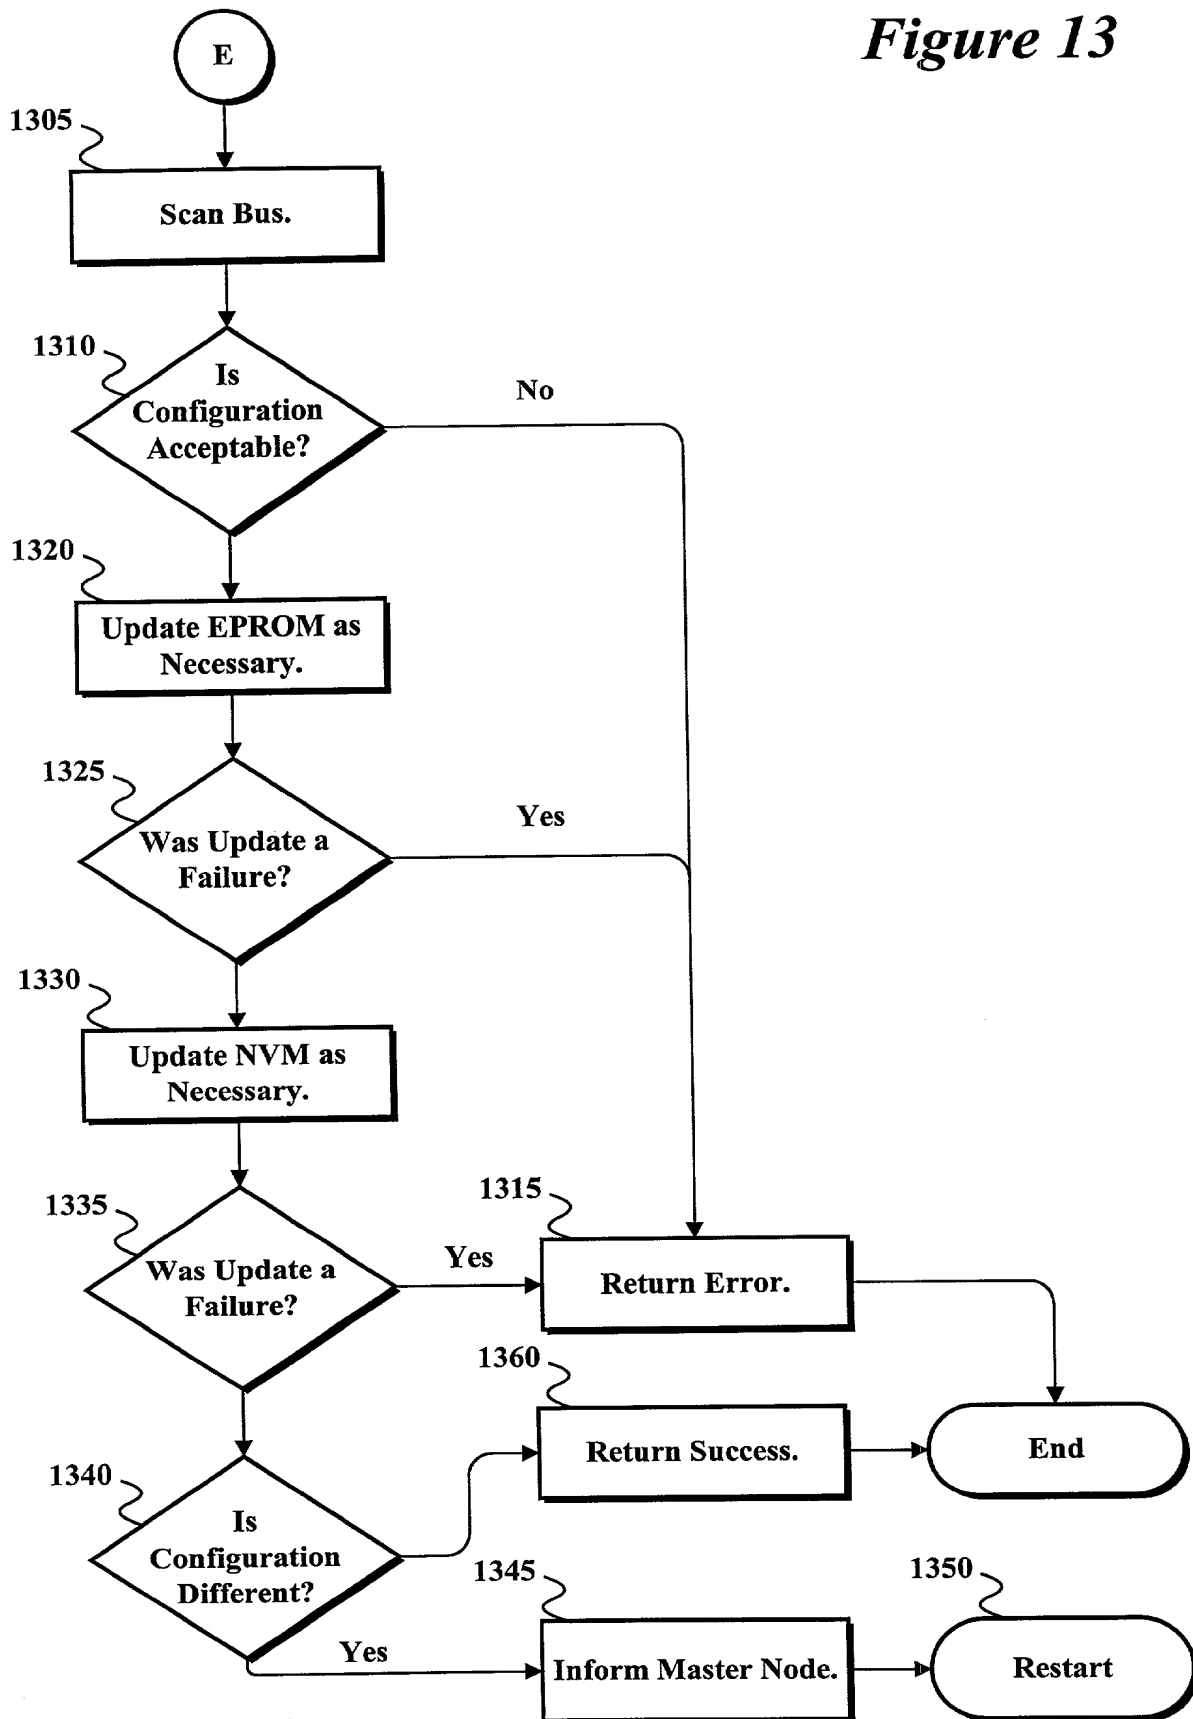 Figure 13
E
1305
Scan Bus.
1310
Is
Configuration
Acceptable?
No
1320
Update EPROM as
Necessary.
1325
Was Update a
Failure?
Yes
1330
Update NVM as
Necessary.
1335
Was Update a
Failure?
Yes
1315
Return Error.
1360
Return Success.
End
1340
Is
Configuration
Different?
Yes
1345
Inform Master Node.
1350
Restart